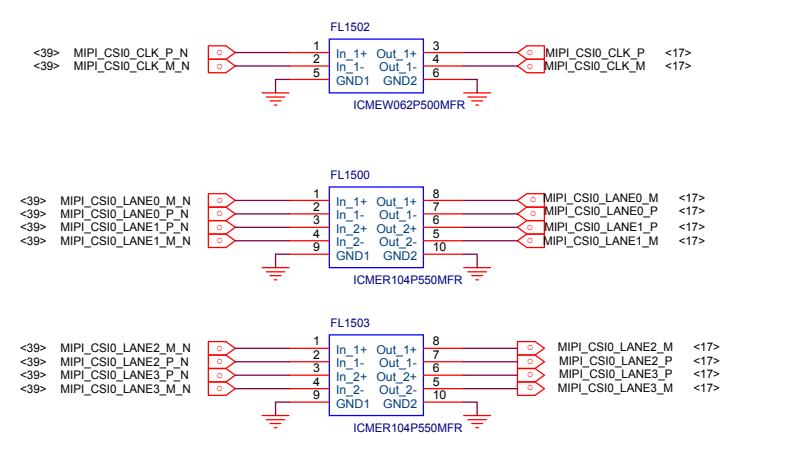 FL1502
<39> MIPI_CSI0_CLK_P_N 1 In_1+ Out_1+ 3 MIPI_CSI0_CLK_P <17>
<39> MIPI_CSI0_CLK_M_N 2 In_1- Out_1- 4 MIPI_CSI0_CLK_M <17>
5 GND1 GND2 6
ICMEW062P500MFR
FL1500
<39> MIPI_CSI0_LANE0_M_N 1 In_1+ Out_1+ 8 MIPI_CSI0_LANE0_M <17>
<39> MIPI_CSI0_LANE0_P_N 2 In_1- Out_1- 7 MIPI_CSI0_LANE0_P <17>
<39> MIPI_CSI0_LANE1_P_N 3 In_2+ Out_2+ 6 MIPI_CSI0_LANE1_P <17>
<39> MIPI_CSI0_LANE1_M_N 4 In_2- Out_2- 5 MIPI_CSI0_LANE1_M <17>
9 GND1 GND2 10
ICMER104P550MFR
FL1503
<39> MIPI_CSI0_LANE2_M_N 1 In_1+ Out_1+ 8 MIPI_CSI0_LANE2_M <17>
<39> MIPI_CSI0_LANE2_P_N 2 In_1- Out_1- 7 MIPI_CSI0_LANE2_P <17>
<39> MIPI_CSI0_LANE3_P_N 3 In_2+ Out_2+ 6 MIPI_CSI0_LANE3_P <17>
<39> MIPI_CSI0_LANE3_M_N 4 In_2- Out_2- 5 MIPI_CSI0_LANE3_M <17>
9 GND1 GND2 10
ICMER104P550MFR